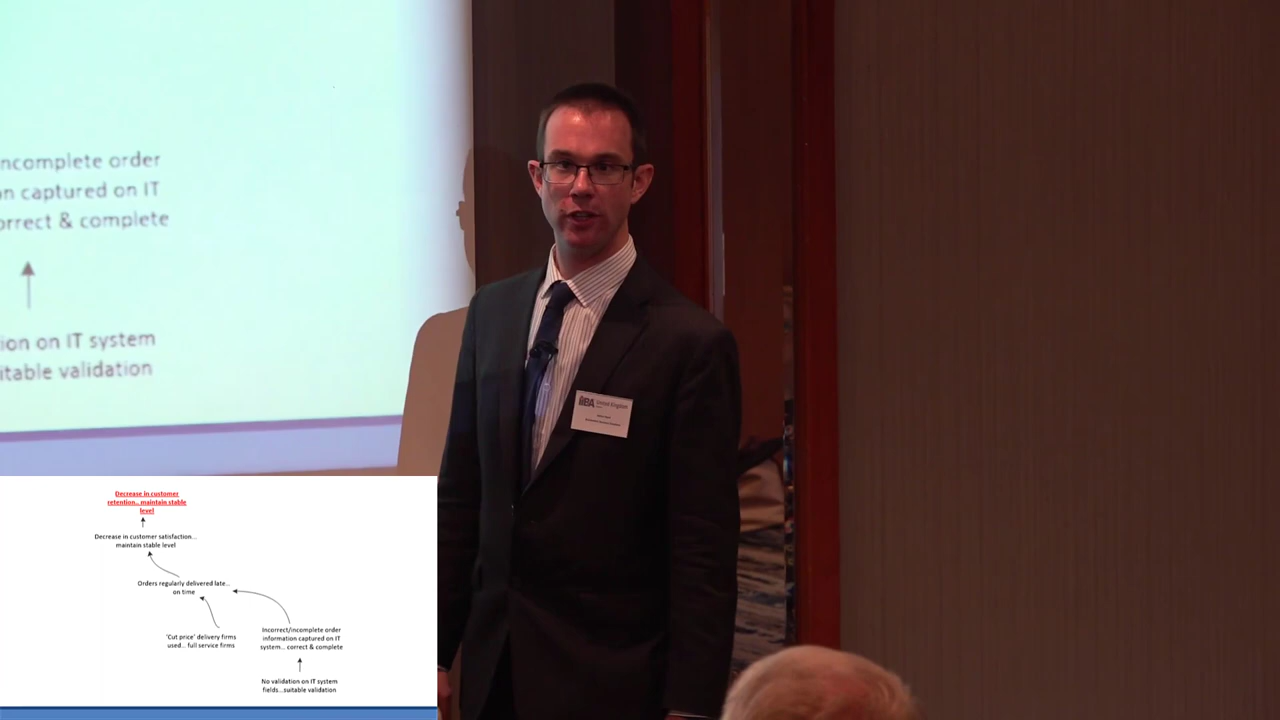 ncomplete order
n captured on IT
orrect & complete
ion on IT system
itable validation
IIBA United Kingdom
Decrease in customer
retention... maintain stable
level
Decrease in customer satisfaction...
maintain stable level
Orders regularly delivered late...
on time
'Cut price' delivery firms
used... full service firms
Incorrect/incomplete order
information captured on IT
system... correct & complete
No validation on IT system
fields...suitable validation